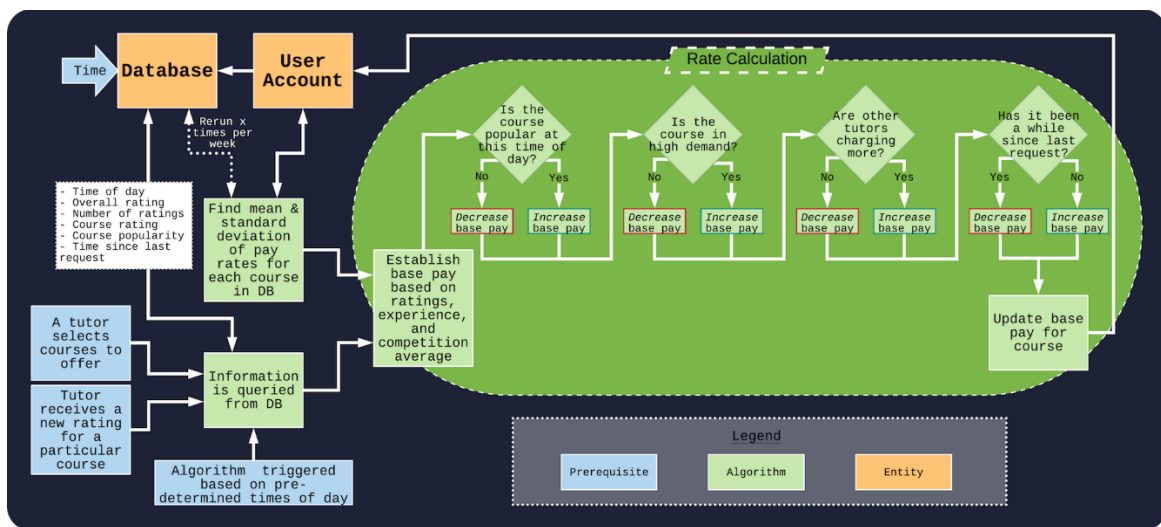 Time
Database
User
Account
Rerun x
times per
week
- Time of day
- Overall rating
- Number of ratings
- Course rating
- Course popularity
- Time since last
request
Find mean &
standard
deviation
of pay
rates for
each course
in DB
A tutor
selects
courses to
offer
Tutor
receives a
new rating
for a
particular
course
Information
is queried
from DB
Algorithm triggered
based on pre-
determined times of day
Rate Calculation
Establish
base pay
based on
ratings,
experience,
and
competition
average
Is the
course
popular at
this time of
day?
No
Yes
Decrease
base pay
Increase
base pay
Is the
course in
high demand?
No
Yes
Decrease
base pay
Increase
base pay
Are other
tutors
charging
more?
No
Yes
Decrease
base pay
Increase
base pay
Has it been
a while
since last
request?
Yes
No
Decrease
base pay
Increase
base pay
Update base
pay for
course
Legend
Prerequisite
Algorithm
Entity